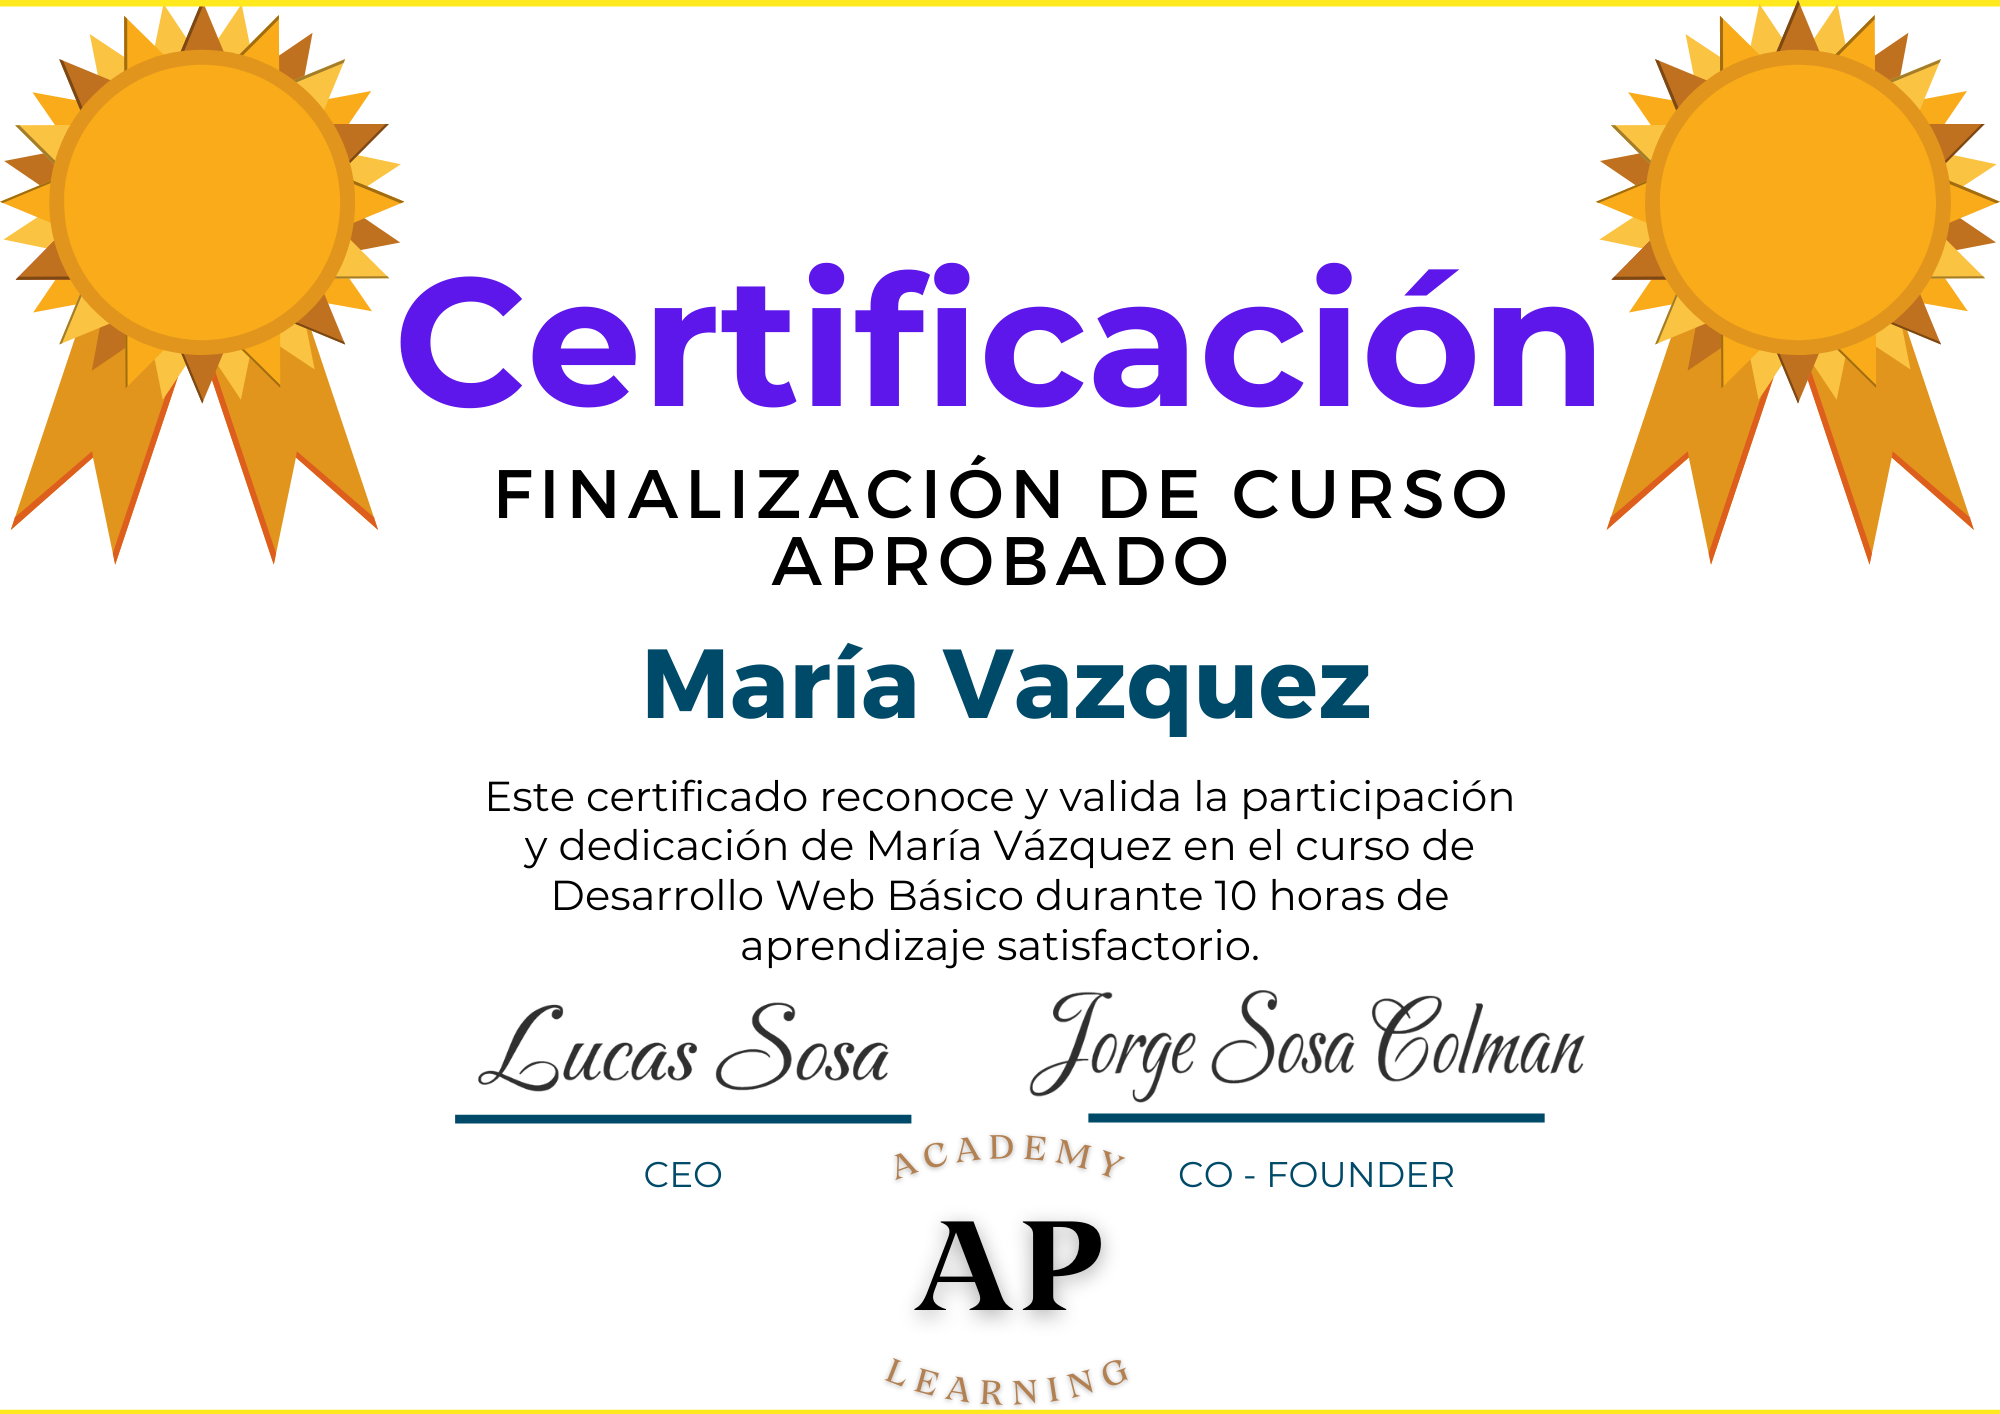 Certificación
FINALIZACIÓN DE CURSO
APROBADO
María Vazquez
Este certificado reconoce y valida la participación
y dedicación de María Vázquez en el curso de
Desarrollo Web Básico durante 10 horas de
aprendizaje satisfactorio.
Lucas Sosa
Jorge Sosa Colman
CEO
CO - FOUNDER
ACADEMY
AP
LEARNING